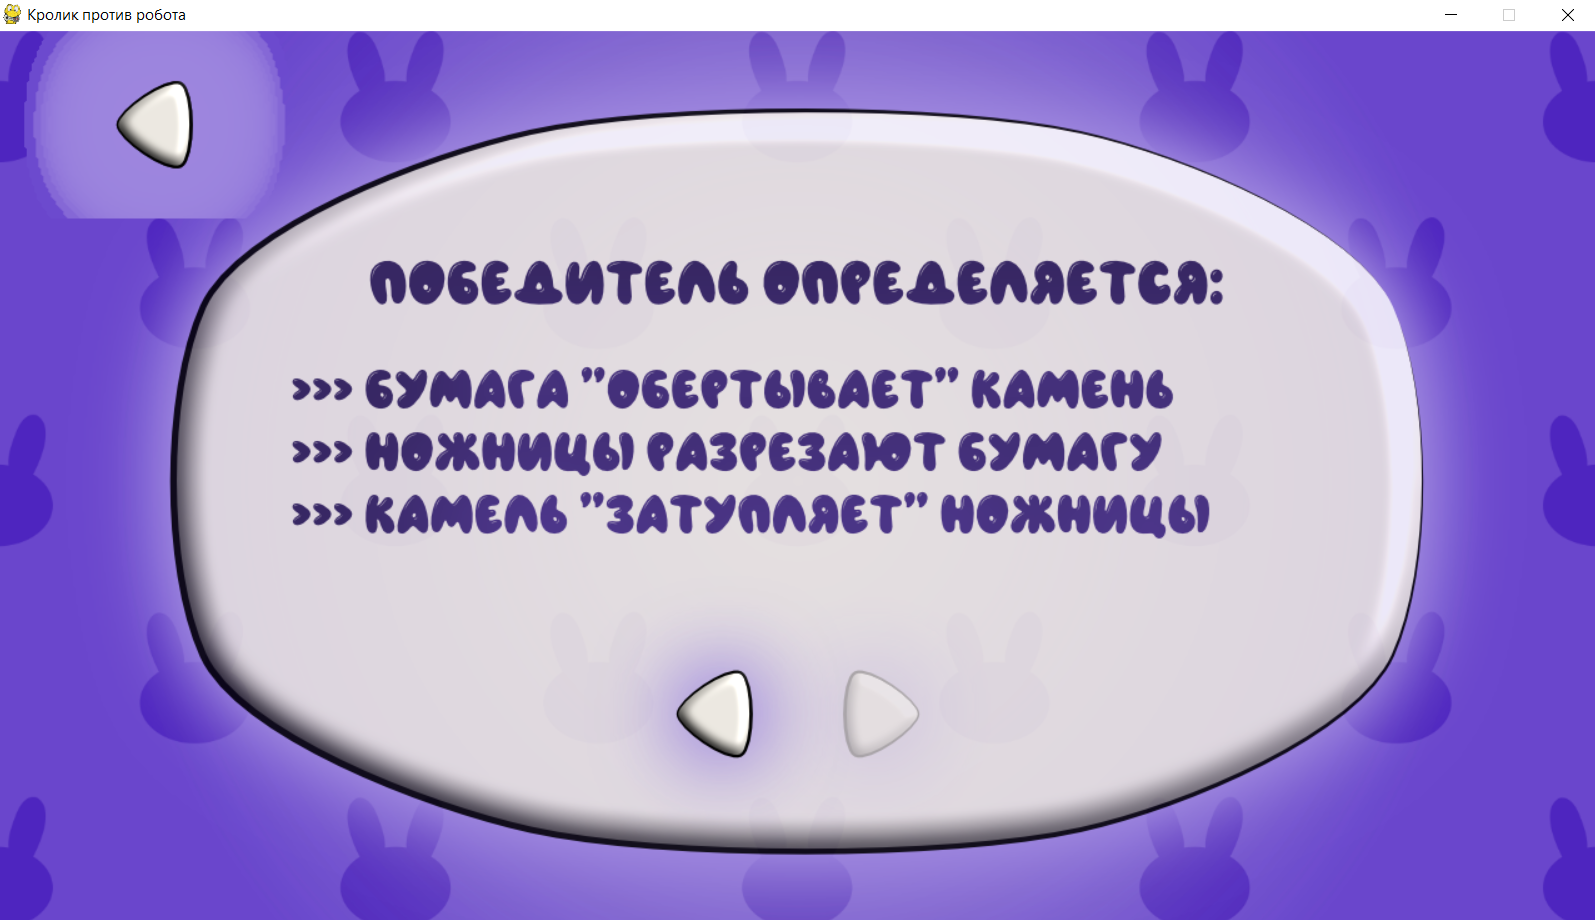 Кролик против робота
ПОБЕДИТЕЛЬ ОПРЕДЕЛЯЕТСЯ:
>>> БУМАГА "ОБЕРТЫВАЕТ" КАМЕНЬ
>>> НОЖНИЦЫ РАЗРЕЗАЮТ БУМАГУ
>>> КАМЕЛЬ "ЗАТУПЛЯЕТ" НОЖНИЦЫ